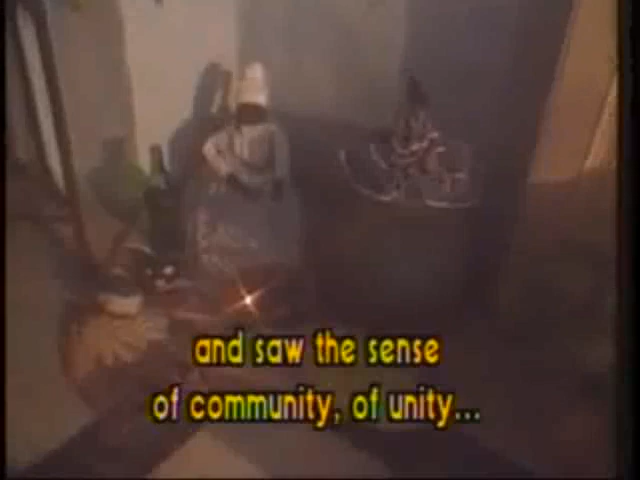 and saw the sense
of community, of unity...